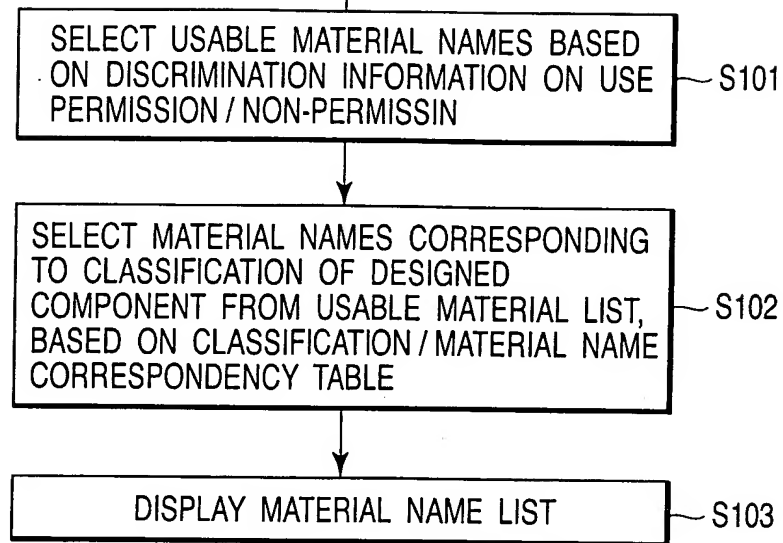 SELECT USABLE MATERIAL NAMES BASED
ON DISCRIMINATION INFORMATION ON USE
PERMISSION / NON-PERMISSIN
S101
SELECT MATERIAL NAMES CORRESPONDING
TO CLASSIFICATION OF DESIGNED
COMPONENT FROM USABLE MATERIAL LIST,
BASED ON CLASSIFICATION / MATERIAL NAME
CORRESPONDENCY TABLE
S102
DISPLAY MATERIAL NAME LIST
S103